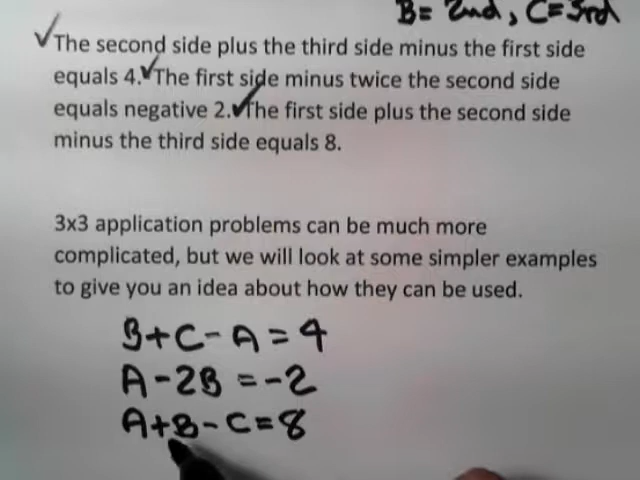 B= 2nd, C=3rd
The second side plus the third side minus the first side
equals 4. The first side minus twice the second side
equals negative 2. The first side plus the second side
minus the third side equals 8.
3x3 application problems can be much more
complicated, but we will look at some simpler examples
to give you an idea about how they can be used.
B+C-A=4
A-2B=-2
A+B-C=8